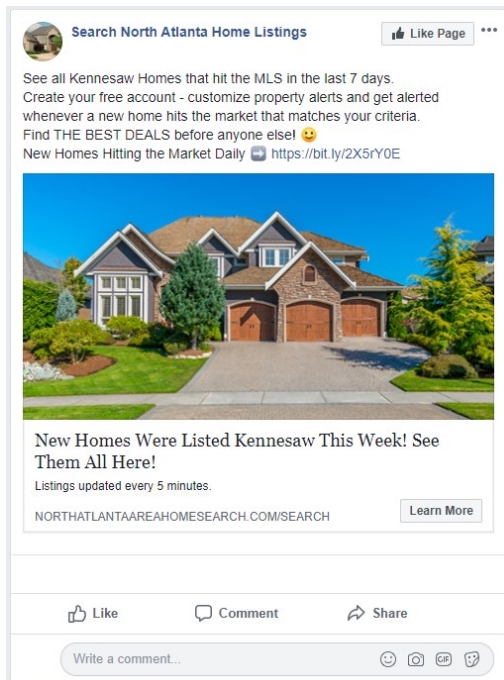 Search North Atlanta Home Listings
Like Page
See all Kennesaw Homes that hit the MLS in the last 7 days.
Create your free account - customize property alerts and get alerted
whenever a new home hits the market that matches your criteria.
Find THE BEST DEALS before anyone else! 😀
New Homes Hitting the Market Daily ➡️ https://bit.ly/2X5rY0E
New Homes Were Listed Kennesaw This Week! See
Them All Here!
Listings updated every 5 minutes.
NORTHATLANTAAREAHOMESEARCH.COM/SEARCH
Learn More
Like
Comment
Share
Write a comment...
GIF